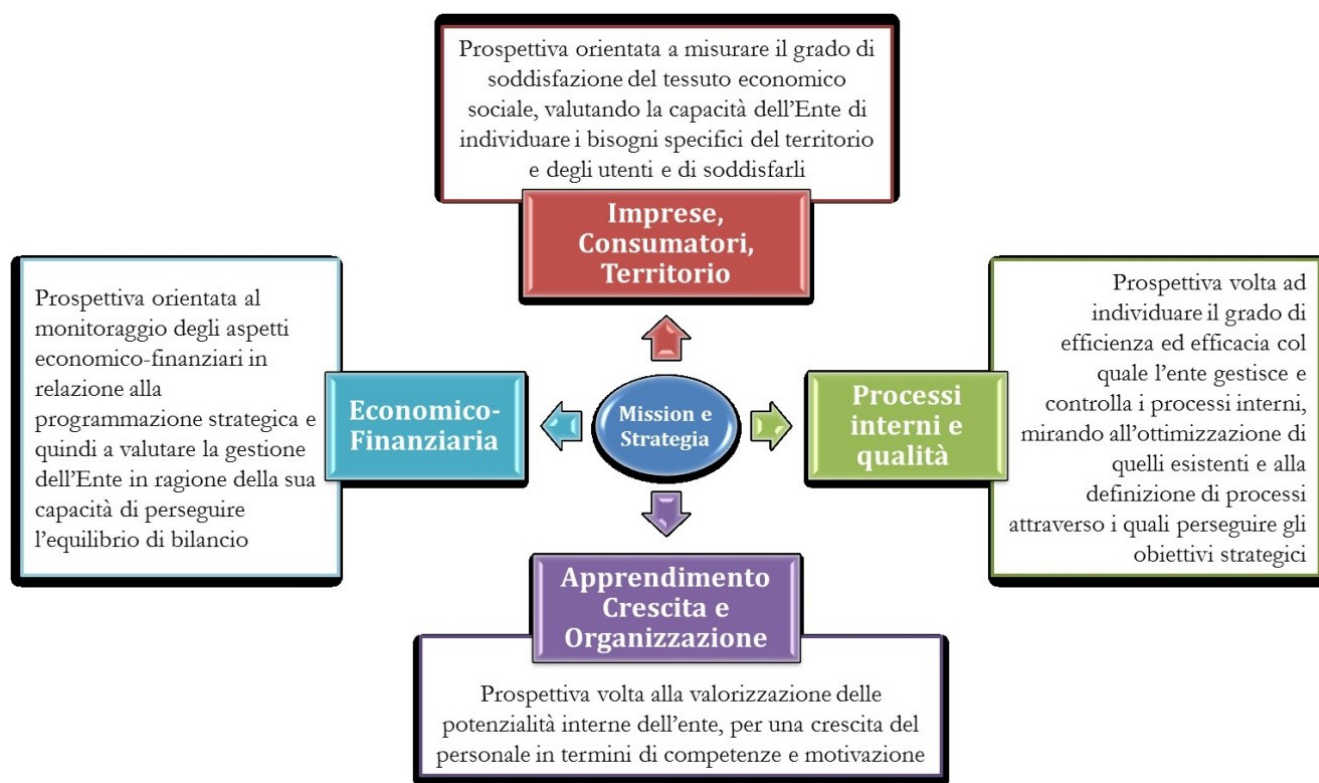 Prospettiva orientata a misurare il grado di
soddisfazione del tessuto economico
sociale, valutando la capacità dell'Ente di
individuare i bisogni specifici del territorio
e degli utenti e di soddisfarli
Imprese,
Consumatori,
Territorio
Prospettiva orientata al
monitoraggio degli aspetti
economico-finanziari in
relazione alla
programmazione strategica e
quindi a valutare la gestione
dell'Ente in ragione della sua
capacità di perseguire
l'equilibrio di bilancio
Economico-
Finanziaria
Mission e
Strategia
Processi
interni e
qualità
Prospettiva volta ad
individuare il grado di
efficienza ed efficacia col
quale l'ente gestisce e
controlla i processi interni,
mirando all'ottimizzazione di
quelli esistenti e alla
definizione di processi
attraverso i quali perseguire gli
obiettivi strategici
Apprendimento
Crescita e
Organizzazione
Prospettiva volta alla valorizzazione delle
potenzialità interne dell'ente, per una crescita del
personale in termini di competenze e motivazione